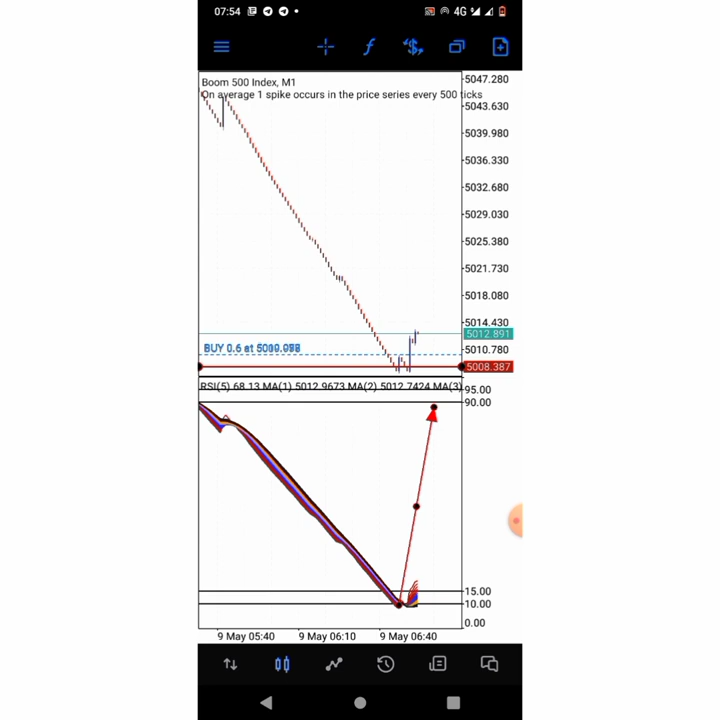 07:54
4G
f
$
Boom 500 Index, M1
On average 1 spike occurs in the price series every 500 ticks
5047.280
5043.630
5039.980
5036.330
5032.680
5029.030
5025.380
5021.730
5018.080
5014.430
5012.891
BUY 0.6 at
5010.780
5008.387
RSI(5) 68.13 MA(1) 5012.9673 MA(2) 5012.7424 MA(3)
95.00
90.00
15.00
10.00
0.00
9 May 05:40 9 May 06:10 9 May 06:40